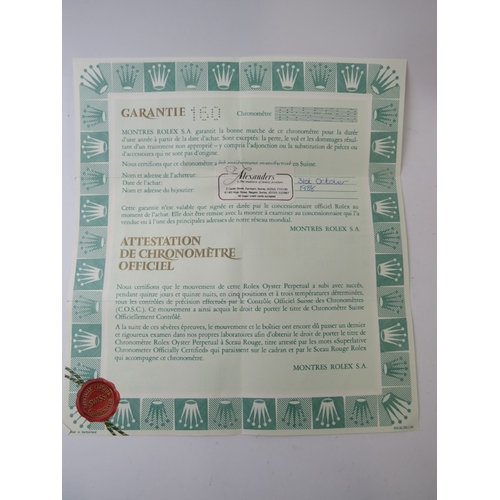 GARANTIE 160 Chronomètre
MONTRES ROLEX S.A. garantit la bonne marche de ce chronomètre pour la durée
d'une année à partir de la date d'achat. Sont exceptés: la perte, le vol et les dommages résul-
tant d'un traitement non approprié – y compris l'adjonction ou la substitution de pièces ou
d'accessoires qui ne sont pas d'origine.
Nous certifions que ce chronomètre a été entièrement manufacturé en Suisse.
Nom et adresse de l'acheteur:
Date de l'achat:
Nom et adresse du bijoutier:
Alexanders
31st October
1986
Cette garantie n'est valable que signée et datée par le concessionnaire officiel Rolex au
moment de l'achat. Elle doit être remise avec la montre à examiner au concessionnaire qui l'a
vendue ou à l'une des principales adresses de notre réseau mondial.
MONTRES ROLEX S.A.
ATTESTATION
DE CHRONOMÈTRE
OFFICIEL
Nous certifions que le mouvement de cette Rolex Oyster Perpetual a subi avec succès,
pendant quinze jours et quinze nuits, en cinq positions et à trois températures déterminées,
tous les contrôles de précision effectués par le Contrôle Officiel Suisse des Chronomètres
(C.O.S.C.). Ce mouvement a ainsi acquis le droit de porter le titre de Chronomètre Suisse
Officiellement Contrôlé.
A la suite de ces sévères épreuves, le mouvement et le boîtier ont encore dû passer un dernier
et rigoureux examen dans nos propres laboratoires afin d'obtenir le droit de porter le titre de
Chronomètre Rolex Oyster Perpetual à Sceau Rouge, titre attesté par les mots «Superlative
Chronometer Officially Certified» qui paraissent sur le cadran et par le Sceau Rouge Rolex
qui accompagne ce chronomètre.
MONTRES ROLEX S.A.